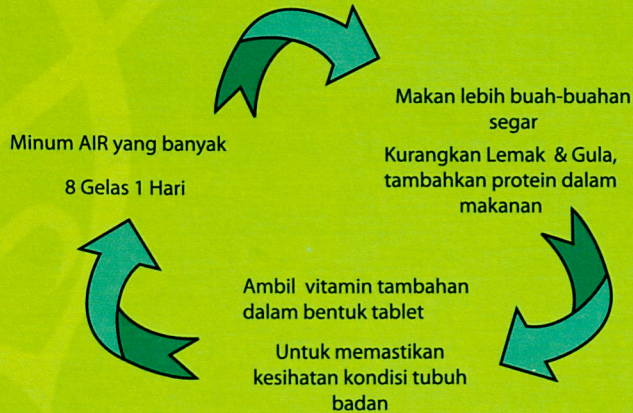 Minum AIR yang banyak
8 Gelas 1 Hari
Makan lebih buah-buahan
segar
Kurangkan Lemak & Gula,
tambahkan protein dalam
makanan
Ambil vitamin tambahan
dalam bentuk tablet
Untuk memastikan
kesihatan kondisi tubuh
badan